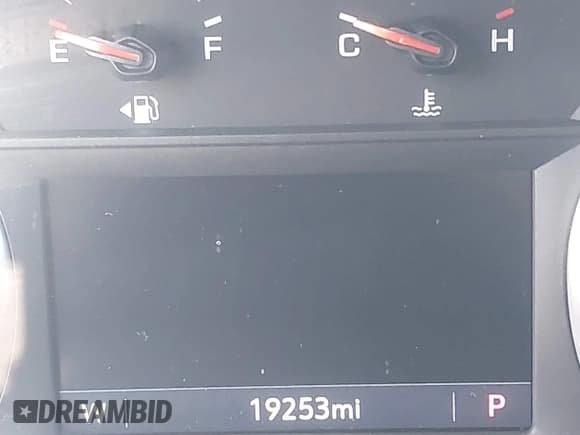 E F C H
W 19253mi P
DREAMBID